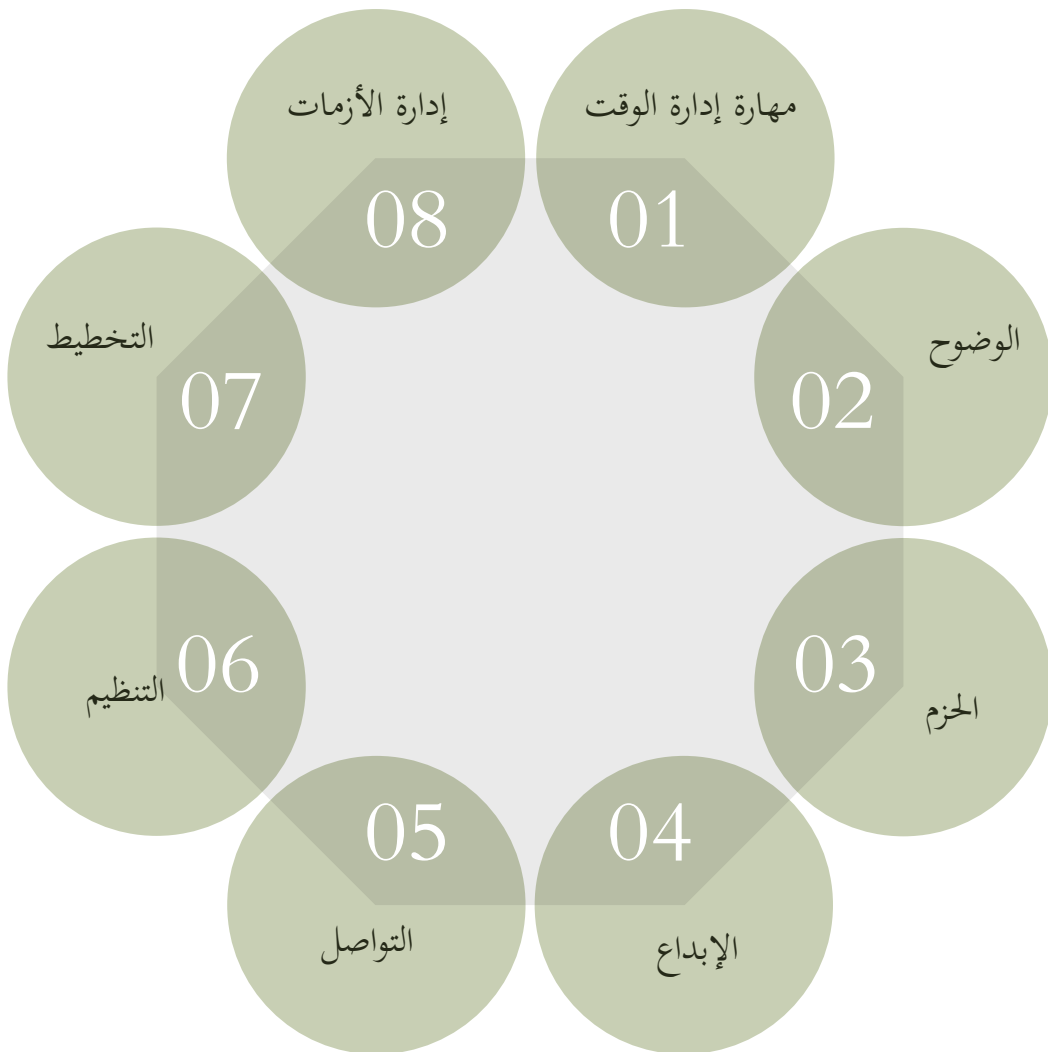 مهارة إدارة الوقت
01
الوضوح
02
الحزم
03
الإبداع
04
التواصل
05
التنظيم
06
التخطيط
07
إدارة الأزمات
08